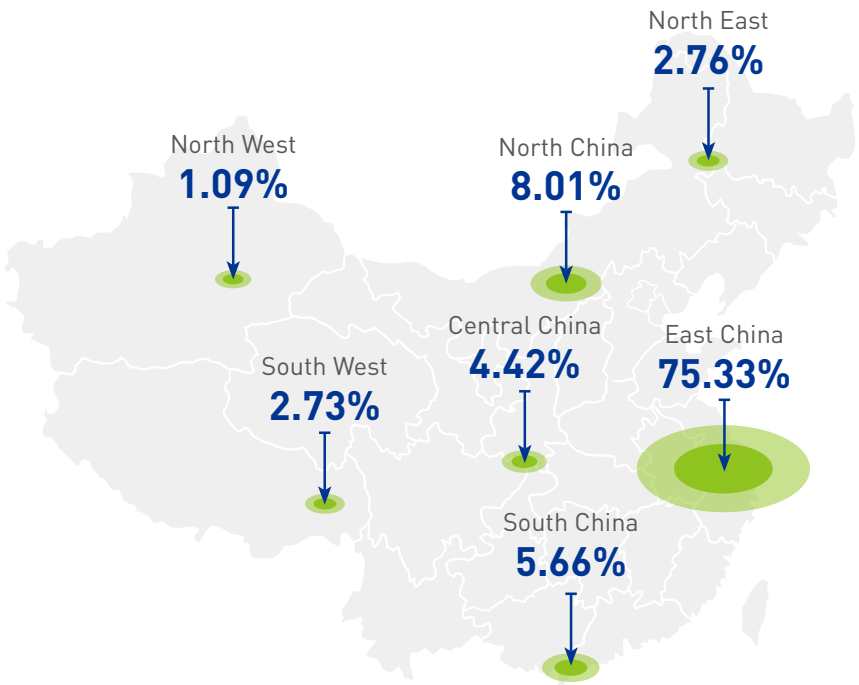 North East
2.76%
North West
1.09%
North China
8.01%
Central China
4.42%
East China
75.33%
South West
2.73%
South China
5.66%